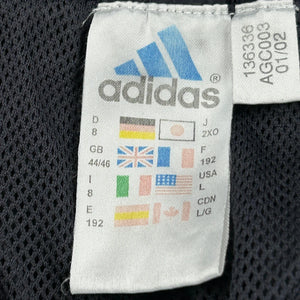 adidas®
D J
8 2XO
GB F
44/46 192
I USA
8 L
E CDN
192 L/G
136336
AGC003
01/02